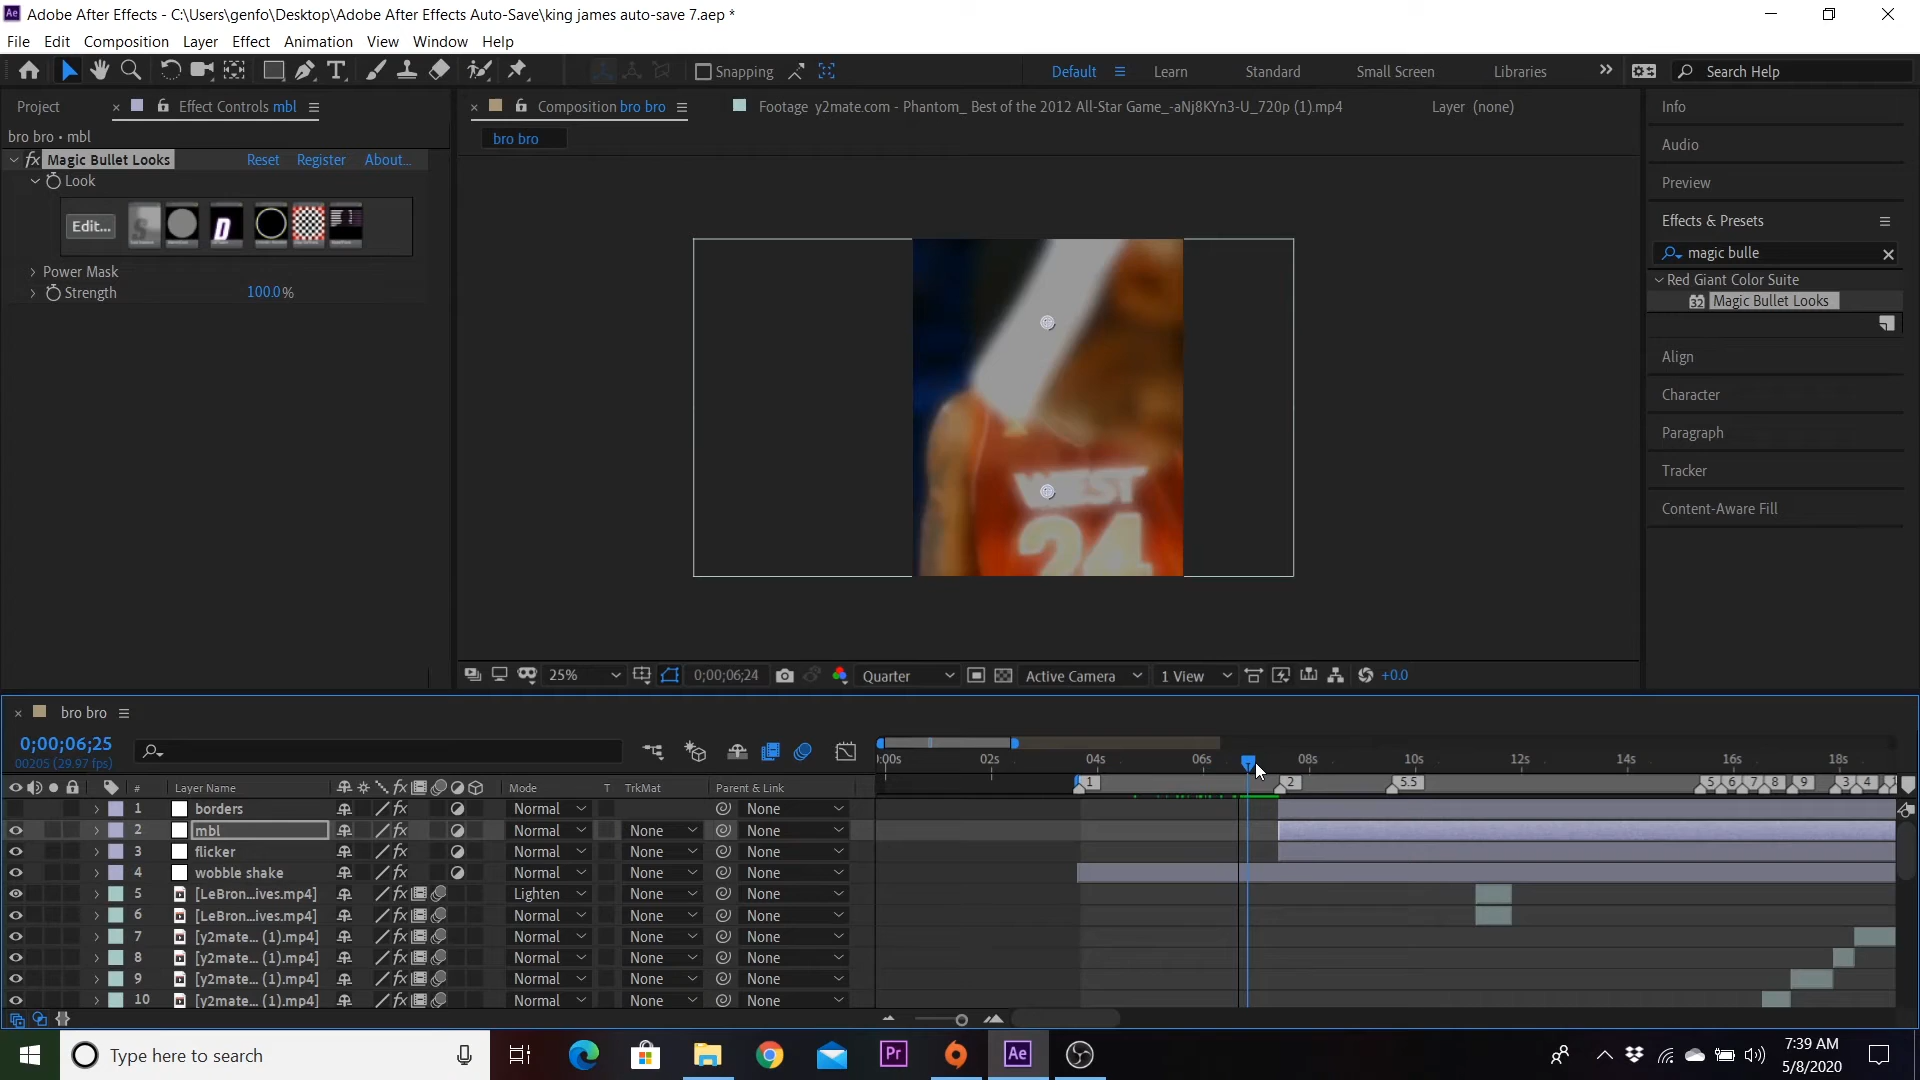 Adobe After Effects - C:\Users\genfo\Desktop\Adobe After Effects Auto-Save\king james auto-save 7.aep *
File Edit Composition Layer Effect Animation View Window Help
Snapping Default Learn Standard Small Screen Libraries Search Help
Project Effect Controls mbl
Composition bro bro Footage y2mate.com - Phantom_ Best of the 2012 All-Star Game_-aNj8KYn3-U_720p (1).mp4 Layer (none)
bro bro • mbl
bro bro
fx Magic Bullet Looks Reset Register About...
Look
Edit...
Power Mask
Strength 100.0%
WEST
24
Info
Audio
Preview
Effects & Presets
magic bulle
Red Giant Color Suite
32 Magic Bullet Looks
Align
Character
Paragraph
Tracker
Content-Aware Fill
25% 0;00;06;24 Quarter Active Camera 1 View +0.0
bro bro
0;00;06;25
00205 (29.97 fps)
# Layer Name Mode T TrkMat Parent & Link
:00s 02s 04s 06s 08s 10s 12s 14s 16s 18s
1 2 5.5 5 6 7 8 9 3 4
1 borders Normal None
2 mbl Normal None None
3 flicker Normal None None
4 wobble shake Normal None None
5 [LeBron...ives.mp4] Lighten None None
6 [LeBron...ives.mp4] Normal None None
7 [y2mate... (1).mp4] Normal None None
8 [y2mate... (1).mp4] Normal None None
9 [y2mate... (1).mp4] Normal None None
10 [y2mate... (1).mp4] Normal None None
Type here to search
Pr Ae
7:39 AM
5/8/2020